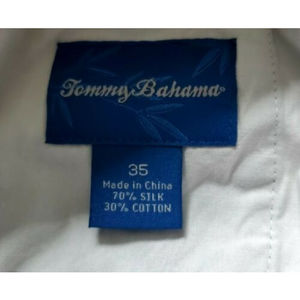 Tommy Bahama®
35
Made in China
70% SILK
30% COTTON